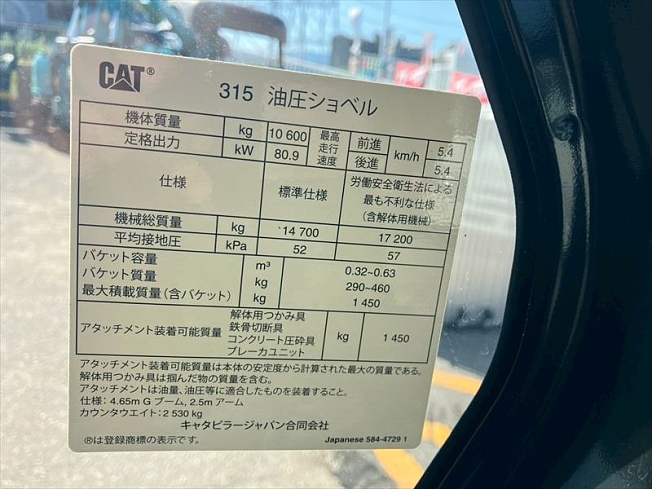 CAT® 315 油圧ショベル
機体質量 kg 10 600 最高走行速度 前進 km/h 5.4
定格出力 kW 80.9 後進 5.4
仕様 標準仕様 労働安全衛生法による最も不利な仕様(含解体用機械)
機械総質量 kg 14 700 17 200
平均接地圧 kPa 52 57
バケット容量 m³ 0.32~0.63
バケット質量 kg 290~460
最大積載質量(含バケット) kg 1 450
アタッチメント装着可能質量 解体用つかみ具 kg 1 450
鉄骨切断具
コンクリート圧砕具
ブレーカユニット
アタッチメント装着可能質量は本体の安定度から計算された最大の質量である。
解体用つかみ具は掴んだ物の質量を含む。
アタッチメントは油量、油圧等に適合したものを装着すること。
仕様：4.65m G ブーム, 2.5m アーム
カウンタウエイト：2 530 kg
キャタピラージャパン合同会社
®は登録商標の表示です。 Japanese 584-4729 1